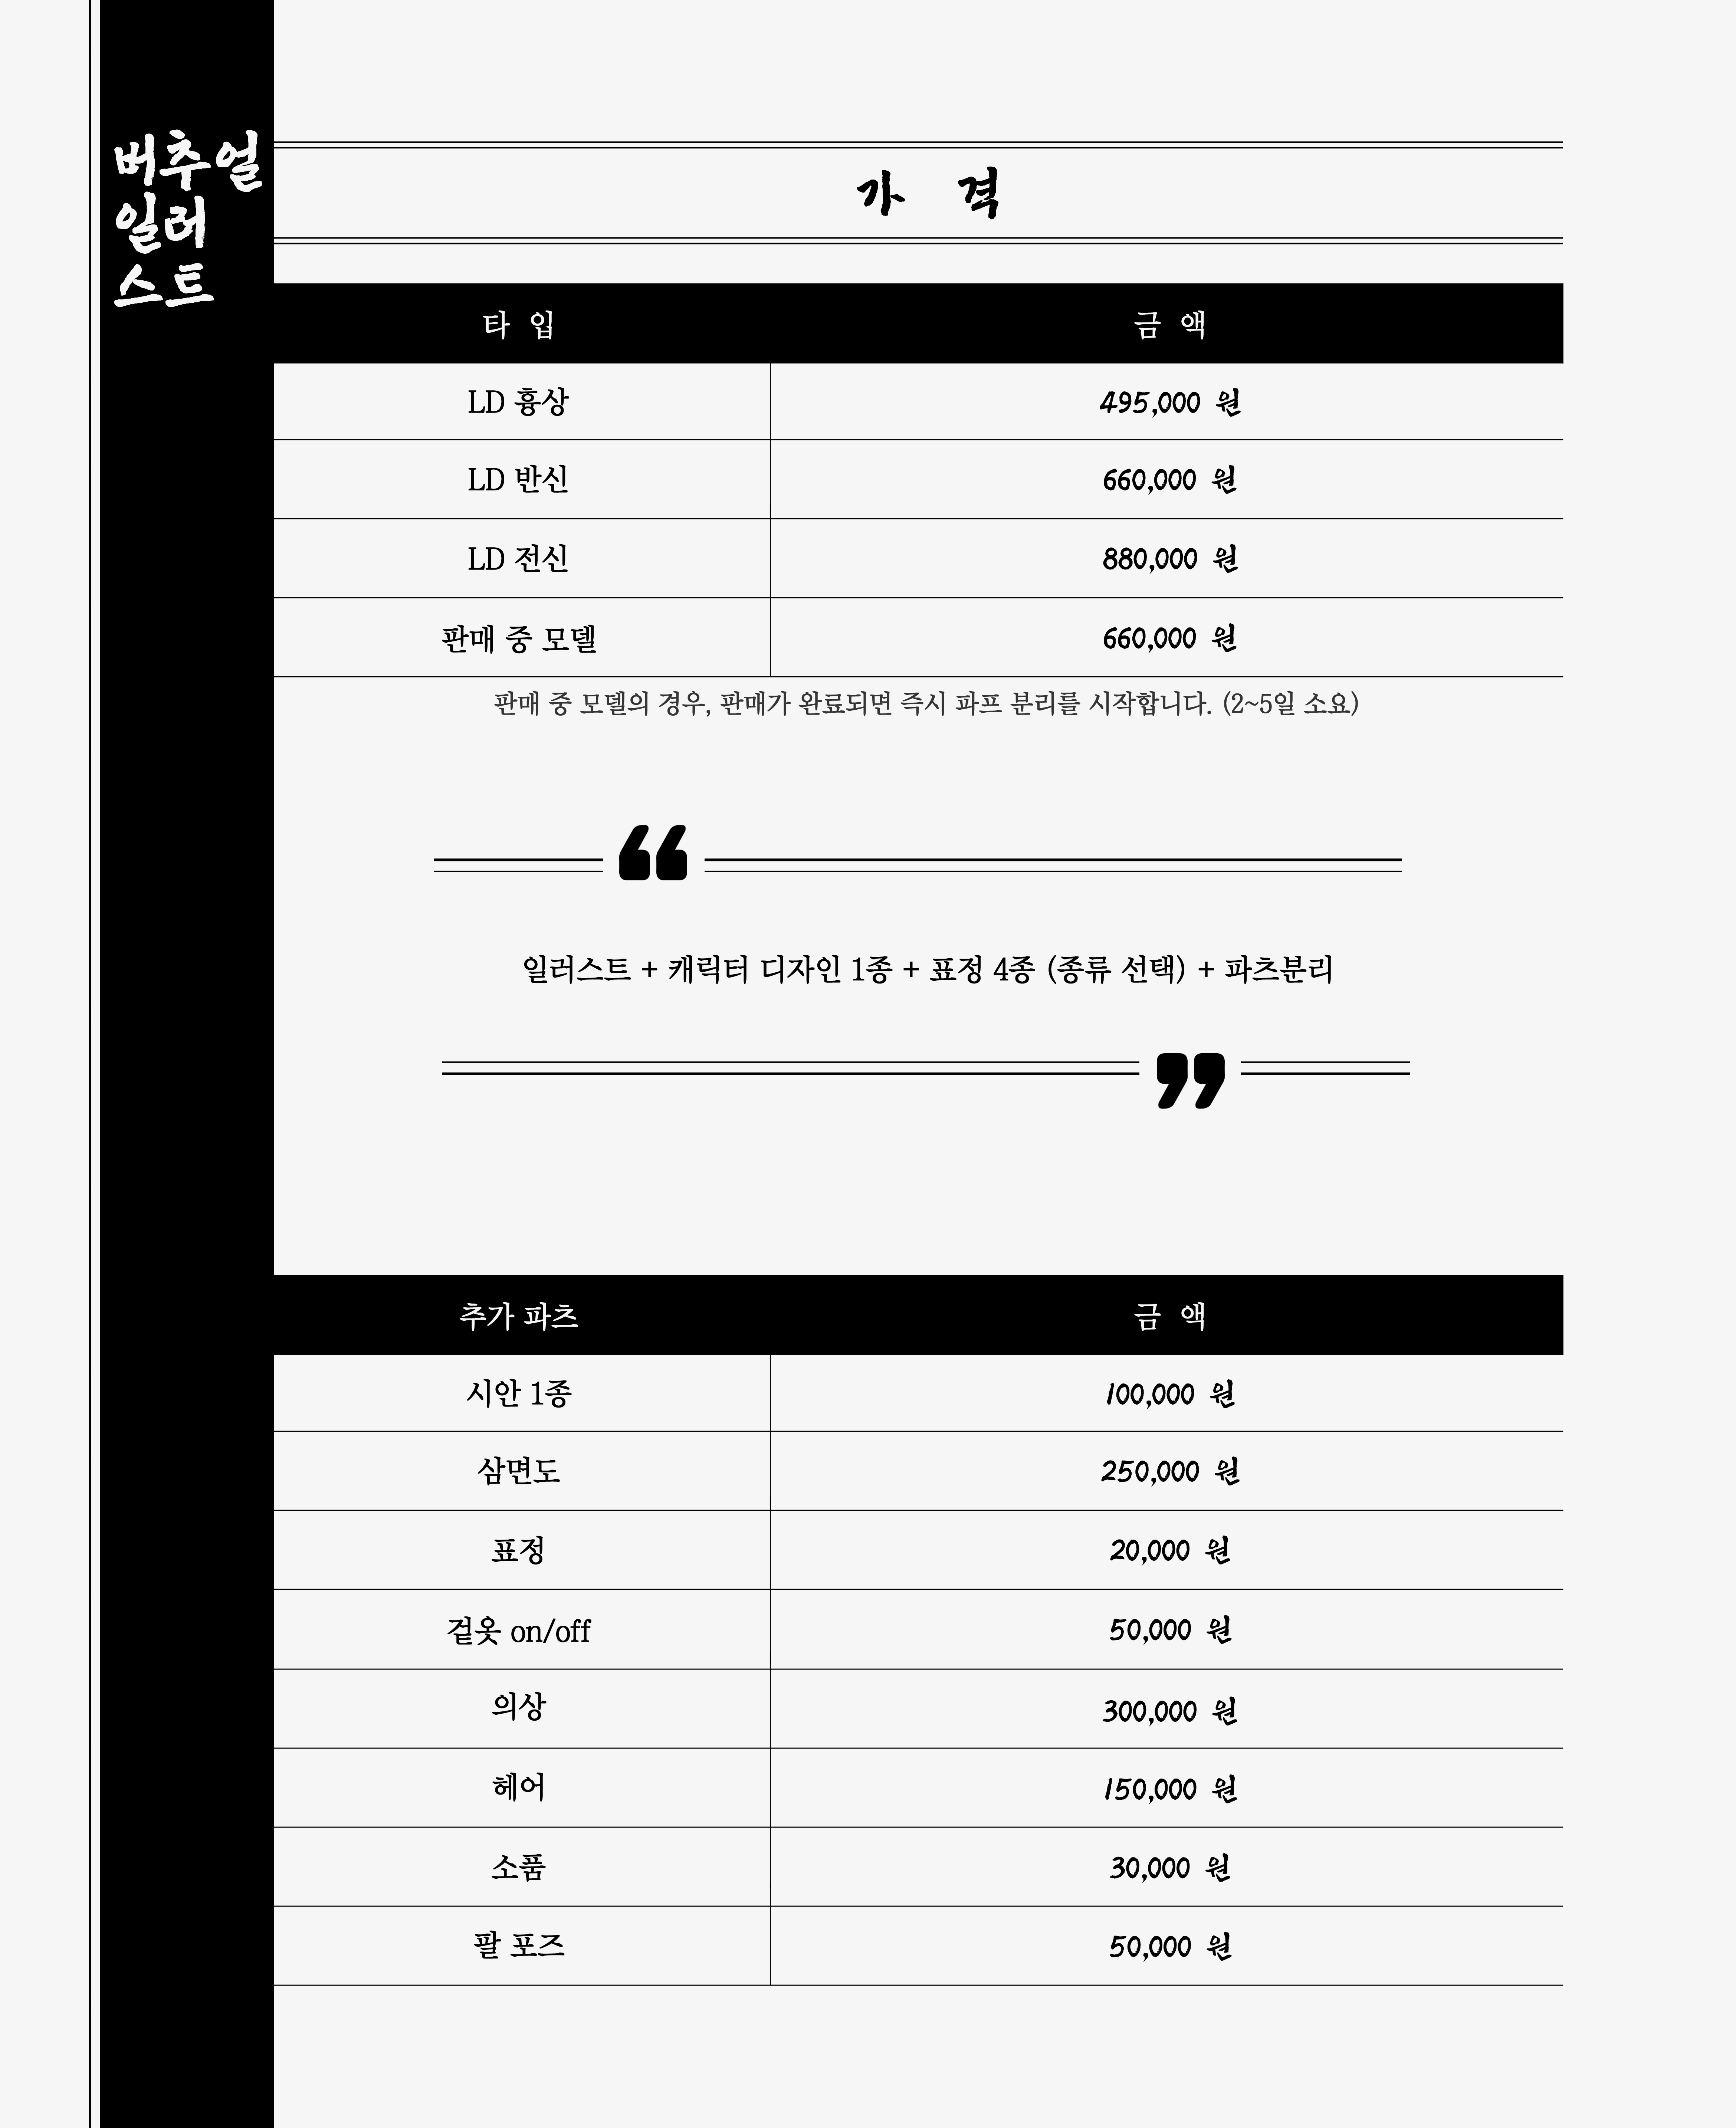 버추얼
일러
스트
가 격
타 입 금 액
LD 흉상 495,000 원
LD 반신 660,000 원
LD 전신 880,000 원
판매 중 모델 660,000 원
판매 중 모델의 경우, 판매가 완료되면 즉시 파프 분리를 시작합니다. (2~5일 소요)
“
일러스트 + 캐릭터 디자인 1종 + 표정 4종 (종류 선택) + 파츠분리
”
추가 파츠 금 액
시안 1종 100,000 원
삼면도 250,000 원
표정 20,000 원
겉옷 on/off 50,000 원
의상 300,000 원
헤어 150,000 원
소품 30,000 원
팔 포즈 50,000 원